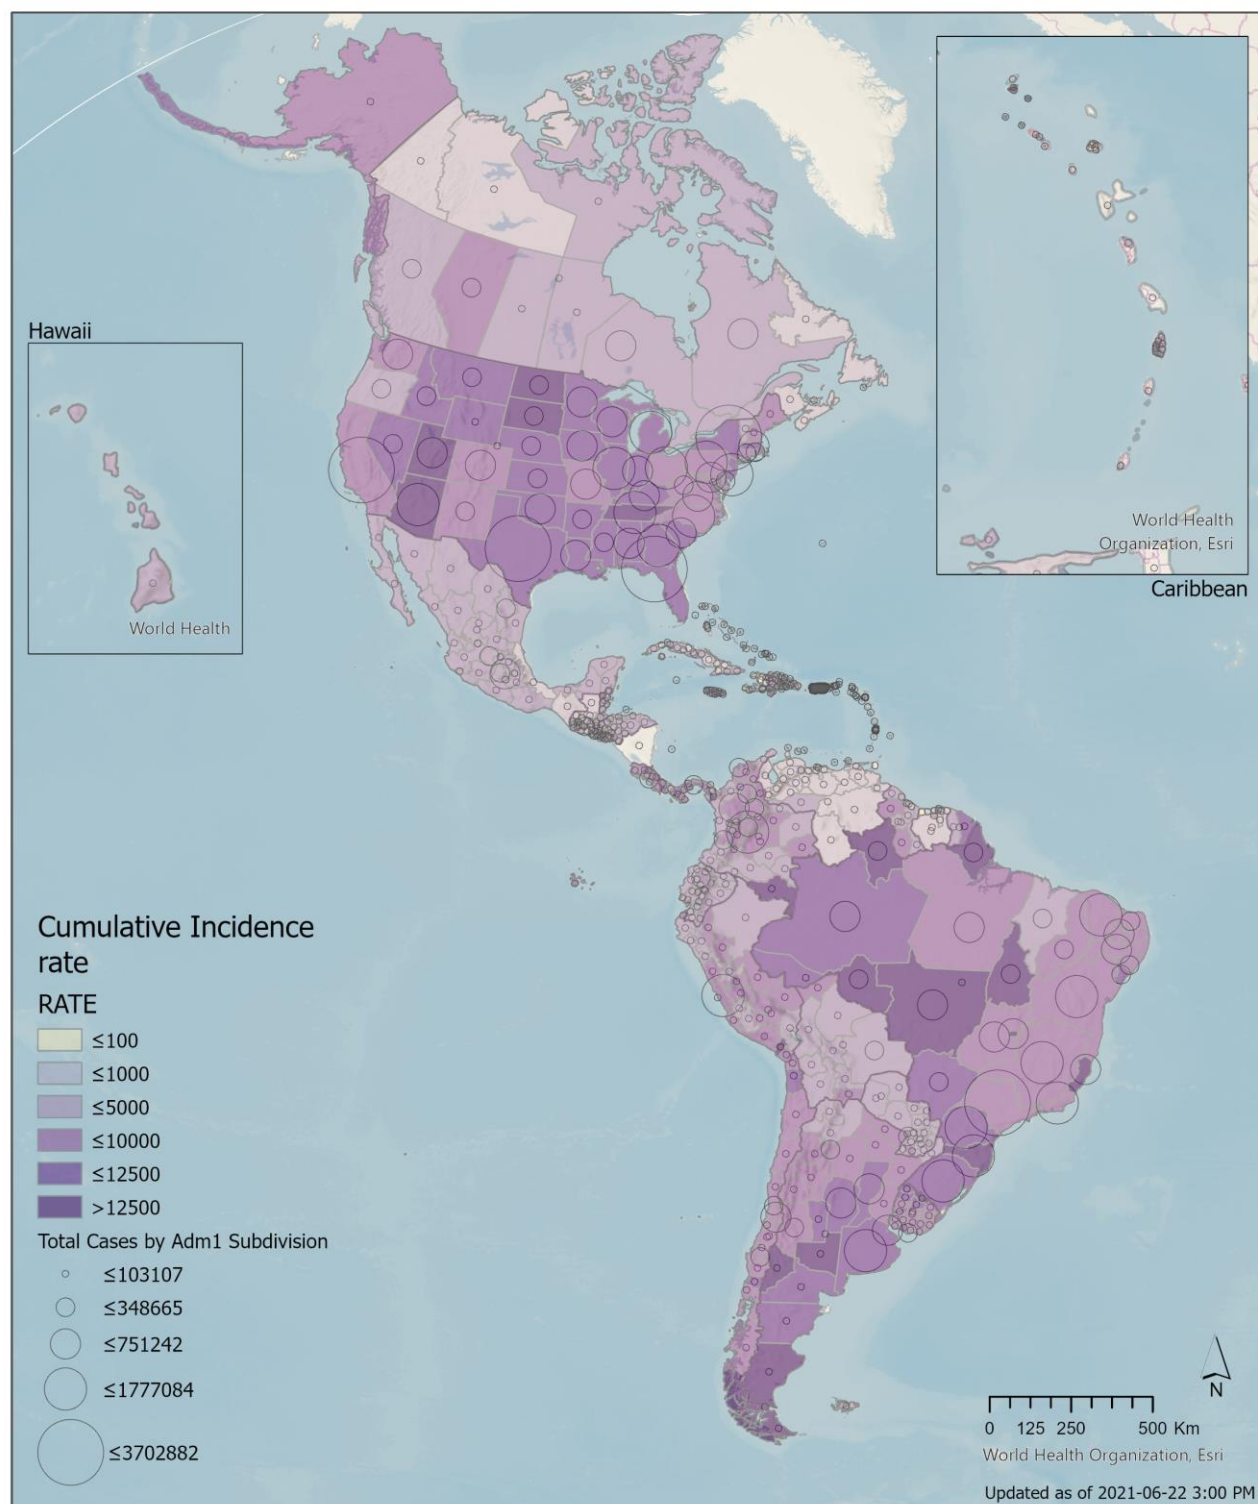 Hawaii
World Health
World Health
Organization, Esri
Caribbean
Cumulative Incidence
rate
RATE
≤100
≤1000
≤5000
≤10000
≤12500
>12500
Total Cases by Adm1 Subdivision
≤103107
≤348665
≤751242
≤1777084
≤3702882
N
0 125 250 500 Km
World Health Organization, Esri
Updated as of 2021-06-22 3:00 PM